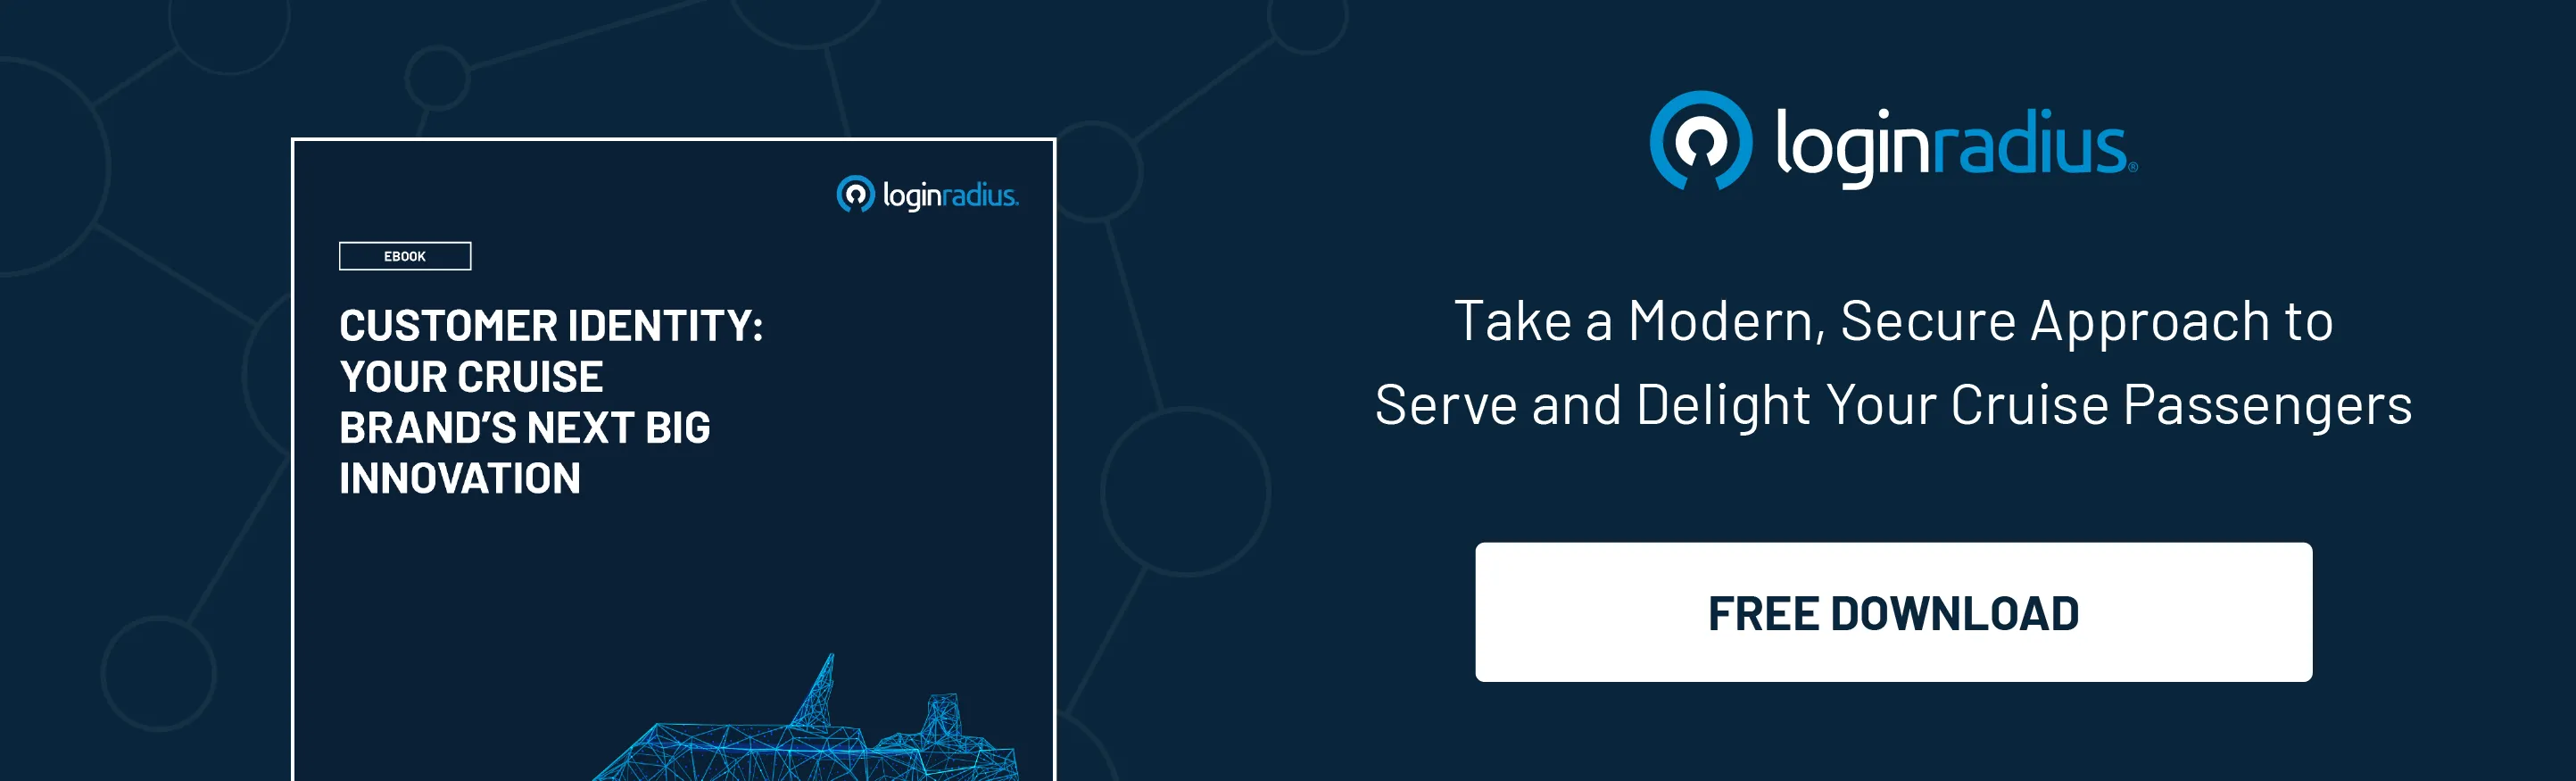 loginradius.
EBOOK
CUSTOMER IDENTITY:
YOUR CRUISE
BRAND'S NEXT BIG
INNOVATION
loginradius®
Take a Modern, Secure Approach to
Serve and Delight Your Cruise Passengers
FREE DOWNLOAD